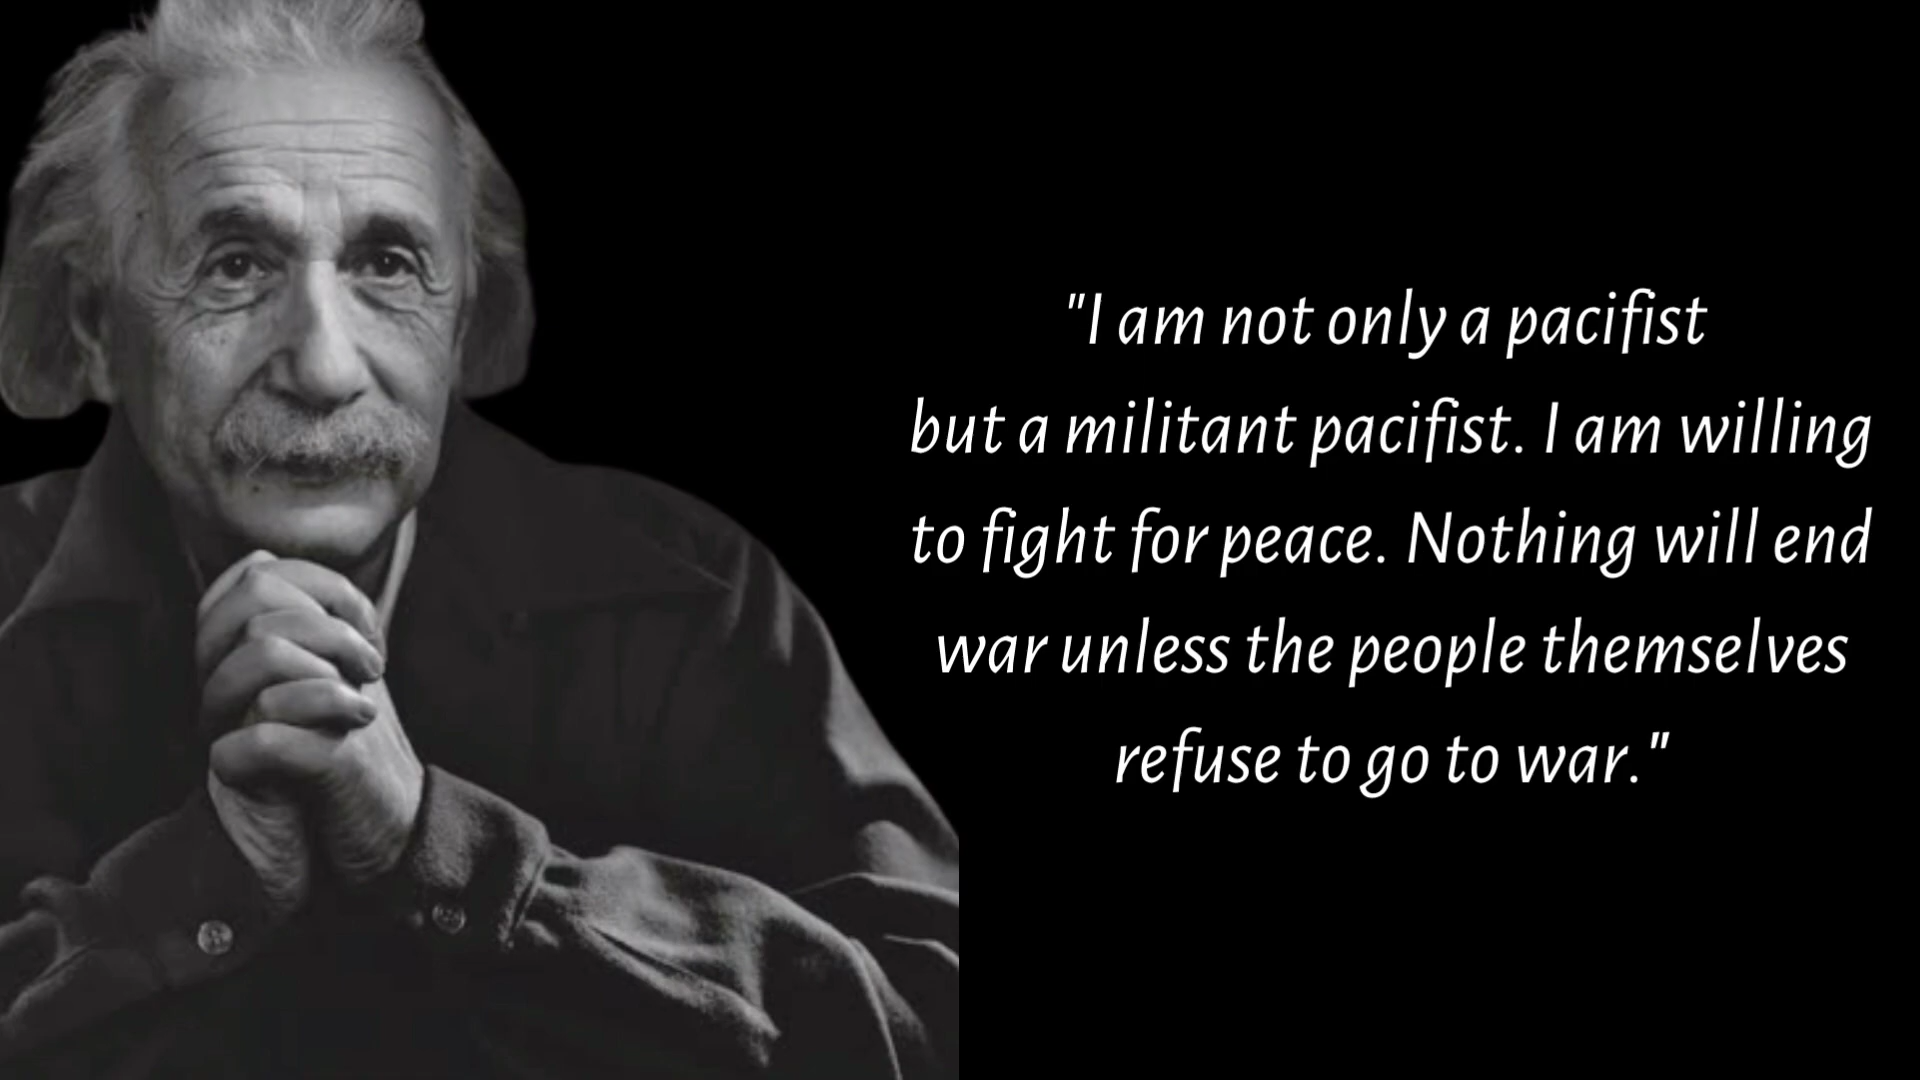 "I am not only a pacifist
but a militant pacifist. I am willing
to fight for peace. Nothing will end
war unless the people themselves
refuse to go to war."